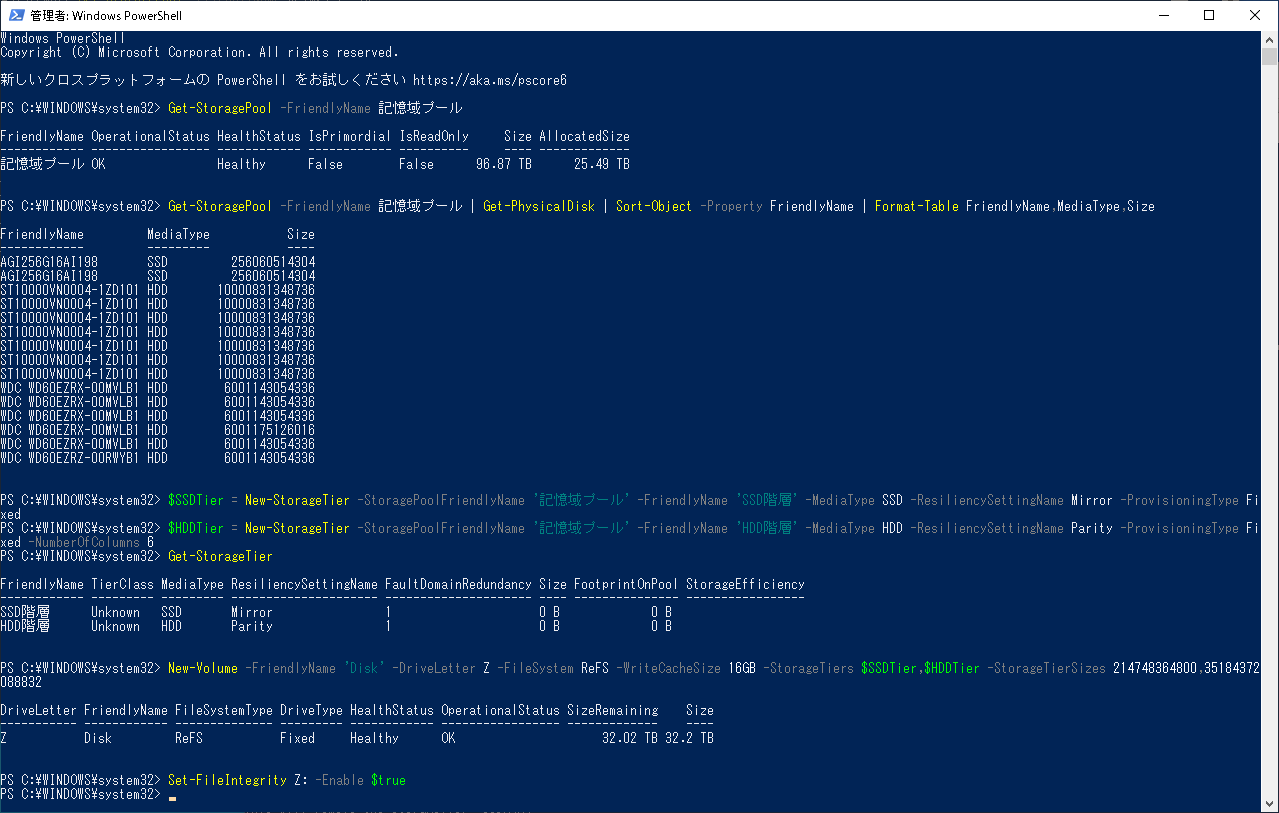 管理者: Windows PowerShell
Windows PowerShell
Copyright (C) Microsoft Corporation. All rights reserved.
新しいクロスプラットフォームの PowerShell をお試しください https://aka.ms/pscore6
PS C:¥WINDOWS¥system32> Get-StoragePool -FriendlyName 記憶域プール
FriendlyName OperationalStatus HealthStatus IsPrimordial IsReadOnly     Size AllocatedSize
------------ ----------------- ------------ ------------ ----------     ---- -------------
記憶域プール OK                Healthy      False        False      96.87 TB      25.49 TB
PS C:¥WINDOWS¥system32> Get-StoragePool -FriendlyName 記憶域プール | Get-PhysicalDisk | Sort-Object -Property FriendlyName | Format-Table FriendlyName,MediaType,Size
FriendlyName         MediaType           Size
------------         ---------           ----
AGI256G16AI198       SSD         256060514304
AGI256G16AI198       SSD         256060514304
ST10000VN0004-1ZD101 HDD       10000831348736
ST10000VN0004-1ZD101 HDD       10000831348736
ST10000VN0004-1ZD101 HDD       10000831348736
ST10000VN0004-1ZD101 HDD       10000831348736
ST10000VN0004-1ZD101 HDD       10000831348736
ST10000VN0004-1ZD101 HDD       10000831348736
ST10000VN0004-1ZD101 HDD       10000831348736
WDC WD60EZRX-00MVLB1 HDD        6001143054336
WDC WD60EZRX-00MVLB1 HDD        6001143054336
WDC WD60EZRX-00MVLB1 HDD        6001143054336
WDC WD60EZRX-00MVLB1 HDD        6001175126016
WDC WD60EZRX-00MVLB1 HDD        6001143054336
WDC WD60EZRZ-00RWYB1 HDD        6001143054336
PS C:¥WINDOWS¥system32> $SSDTier = New-StorageTier -StoragePoolFriendlyName '記憶域プール' -FriendlyName 'SSD階層' -MediaType SSD -ResiliencySettingName Mirror -ProvisioningType Fi
xed
PS C:¥WINDOWS¥system32> $HDDTier = New-StorageTier -StoragePoolFriendlyName '記憶域プール' -FriendlyName 'HDD階層' -MediaType HDD -ResiliencySettingName Parity -ProvisioningType Fi
xed -NumberOfColumns 6
PS C:¥WINDOWS¥system32> Get-StorageTier
FriendlyName TierClass MediaType ResiliencySettingName FaultDomainRedundancy Size FootprintOnPool StorageEfficiency
------------ --------- --------- --------------------- --------------------- ---- --------------- -----------------
SSD階層      Unknown   SSD       Mirror                1                      0 B             0 B
HDD階層      Unknown   HDD       Parity                1                      0 B             0 B
PS C:¥WINDOWS¥system32> New-Volume -FriendlyName 'Disk' -DriveLetter Z -FileSystem ReFS -WriteCacheSize 16GB -StorageTiers $SSDTier,$HDDTier -StorageTierSizes 214748364800,35184372
088832
DriveLetter FriendlyName FileSystemType DriveType HealthStatus OperationalStatus SizeRemaining    Size
----------- ------------ -------------- --------- ------------ ----------------- -------------    ----
Z           Disk         ReFS           Fixed     Healthy      OK                     32.02 TB 32.2 TB
PS C:¥WINDOWS¥system32> Set-FileIntegrity Z: -Enable $true
PS C:¥WINDOWS¥system32>